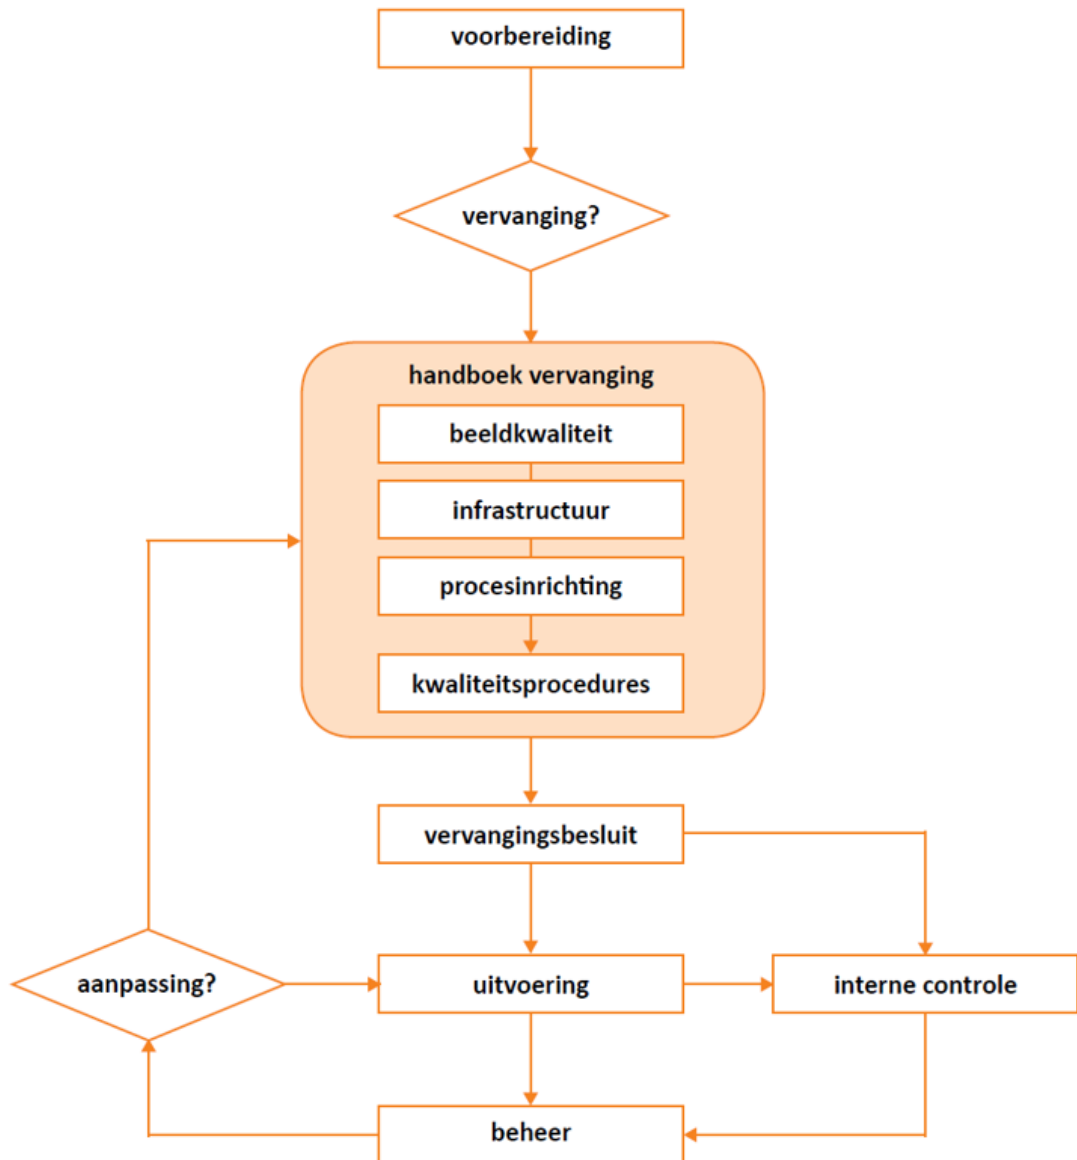 voorbereiding
vervanging?
handboek vervanging
beeldkwaliteit
infrastructuur
procesinrichting
kwaliteitsprocedures
vervangingsbesluit
aanpassing?
uitvoering
interne controle
beheer